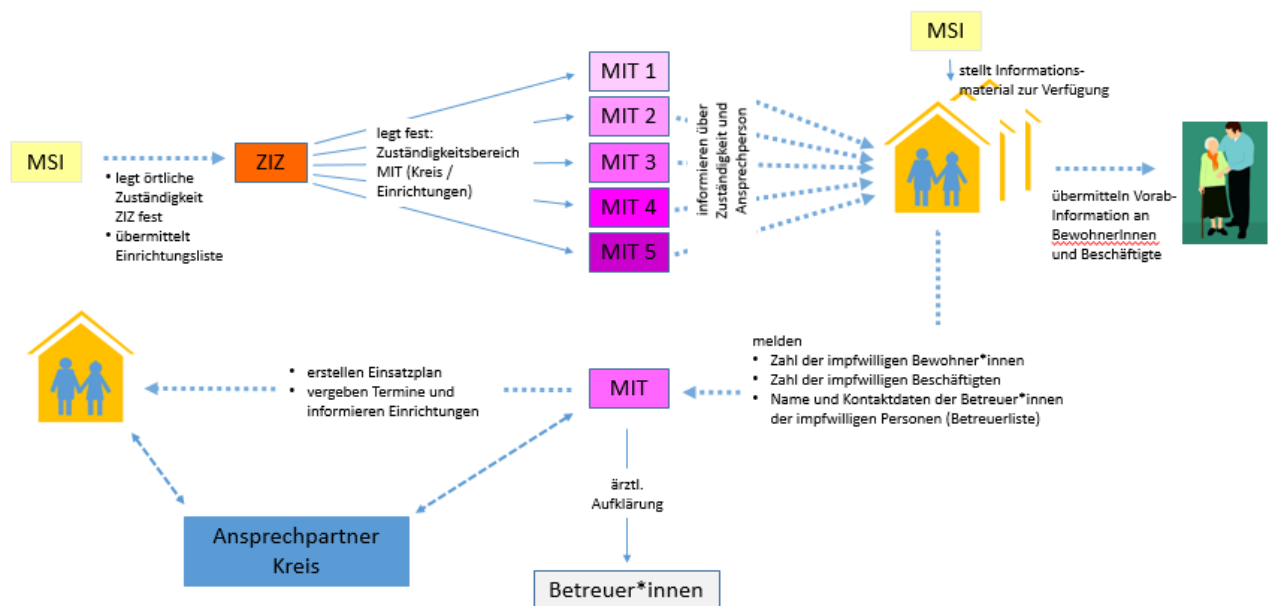 MSI
• legt örtliche
Zuständigkeit
ZIZ fest
• übermittelt
Einrichtungsliste
ZIZ
legt fest:
Zuständigkeitsbereich
MIT (Kreis /
Einrichtungen)
MIT 1
MIT 2
MIT 3
MIT 4
MIT 5
informieren über
Zuständigkeit und
Ansprechperson
MSI
stellt Informations-
material zur Verfügung
übermitteln Vorab-
Information an
BewohnerInnen
und Beschäftigte
melden
• Zahl der impfwilligen Bewohner*innen
• Zahl der impfwilligen Beschäftigten
• Name und Kontaktdaten der Betreuer*innen
der impfwilligen Personen (Betreuerliste)
MIT
• erstellen Einsatzplan
• vergeben Termine und
informieren Einrichtungen
Ansprechpartner
Kreis
ärztl.
Aufklärung
Betreuer*innen